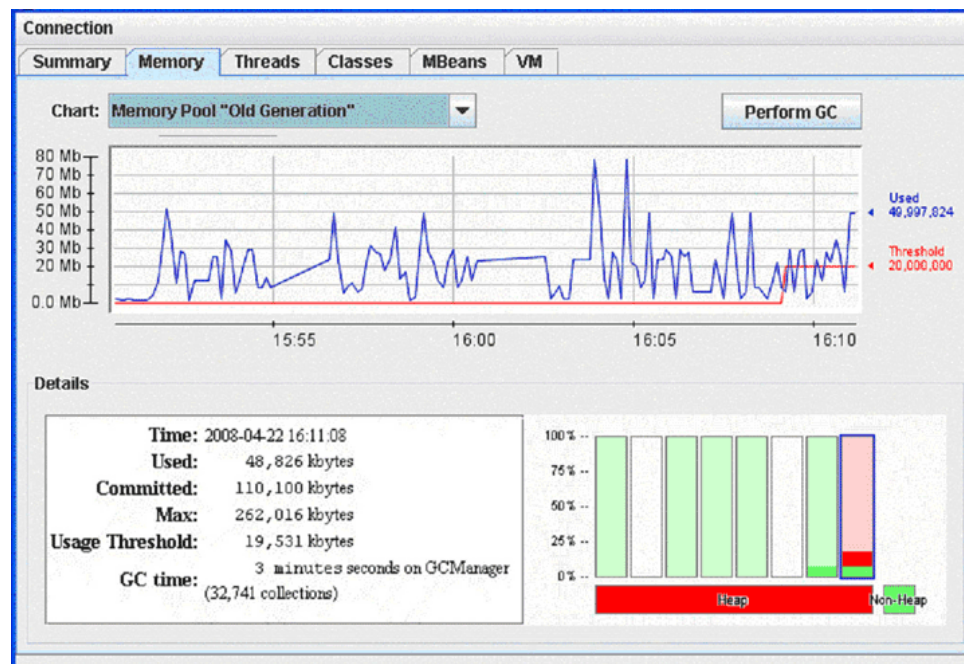 Connection
Summary Memory Threads Classes MBeans VM
Chart: Memory Pool "Old Generation" Perform GC
80 Mb
70 Mb
60 Mb
50 Mb
40 Mb
30 Mb
20 Mb
0.0 Mb
Used
49,997,824
Threshold
20,000,000
15:55 16:00 16:05 16:10
Details
Time: 2008-04-22 16:11:08
Used: 48,826 kbytes
Committed: 110,100 kbytes
Max: 262,016 kbytes
Usage Threshold: 19,531 kbytes
GC time: 3 minutes seconds on GCManager
(32,741 collections)
100% --
75% --
50% --
25% --
0% --
Heap Non-Heap